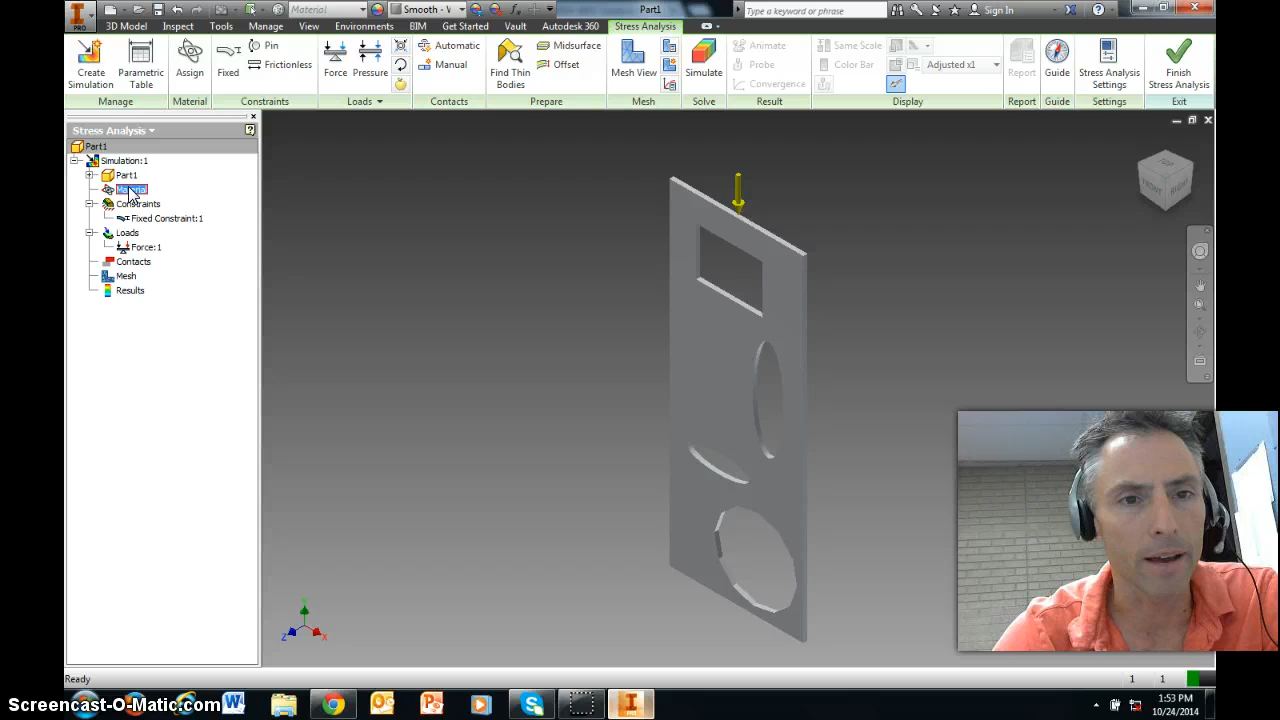 PRO
Material
Smooth - V
Part1
Type a keyword or phrase
Sign In
3D Model
Inspect
Tools
Manage
View
Environments
BIM
Get Started
Vault
Autodesk 360
Stress Analysis
Create Simulation
Parametric Table
Assign
Fixed
Pin
Frictionless
Force
Pressure
Automatic
Manual
Find Thin Bodies
Midsurface
Offset
Mesh View
Simulate
Animate
Probe
Convergence
Same Scale
Color Bar
Adjusted x1
Report
Guide
Stress Analysis Settings
Finish Stress Analysis
Manage
Material
Constraints
Loads
Contacts
Prepare
Mesh
Solve
Result
Display
Report
Guide
Settings
Exit
Stress Analysis
Part1
Simulation:1
Part1
Material
Constraints
Fixed Constraint:1
Loads
Force:1
Contacts
Mesh
Results
TOP
FRONT
RIGHT
Y
Z
X
Ready
1
1
Screencast-O-Matic.com
1:53 PM
10/24/2014